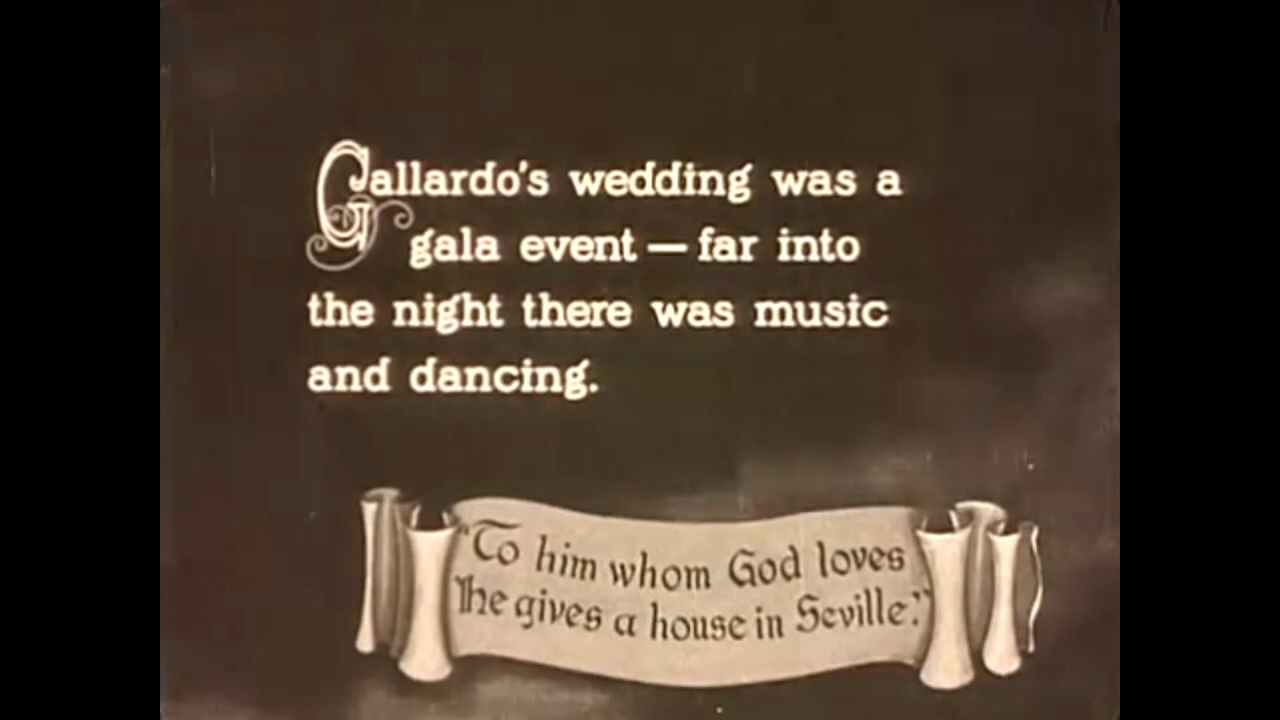 Gallardo's wedding was a
gala event — far into
the night there was music
and dancing.
"To him whom God loves
he gives a house in Seville."